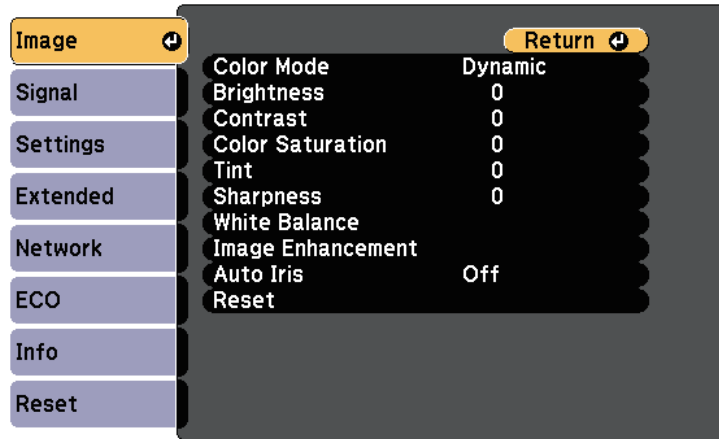 Image
Signal
Settings
Extended
Network
ECO
Info
Reset
Return
Color Mode Dynamic
Brightness 0
Contrast 0
Color Saturation 0
Tint 0
Sharpness 0
White Balance
Image Enhancement
Auto Iris Off
Reset